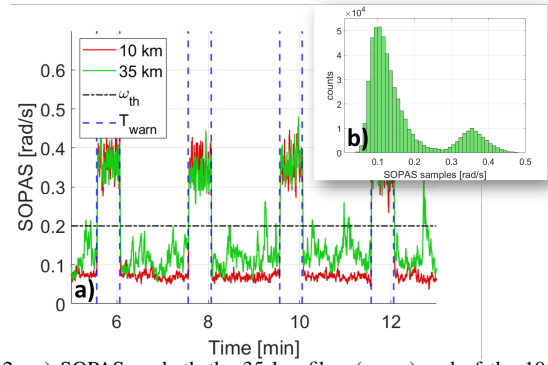 10 km
35 km
ω_th
T_warn
SOPAS [rad/s]
0.6
0.5
0.4
0.3
0.2
0.1
0
a)
6
8
10
12
Time [min]
×10⁴
5
4
3
2
1
0
counts
b)
0.1
0.2
0.3
0.4
0.5
SOPAS samples [rad/s]